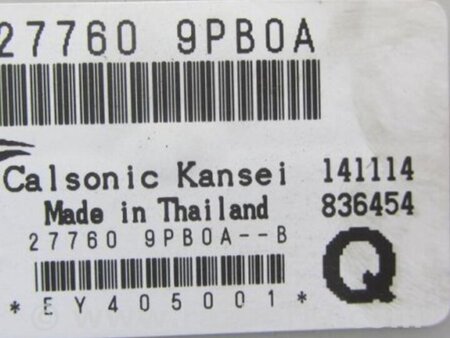 27760 9PB0A
Calsonic Kansei 141114
Made in Thailand 836454
27760 9PB0A--B
Q
*EY405001*